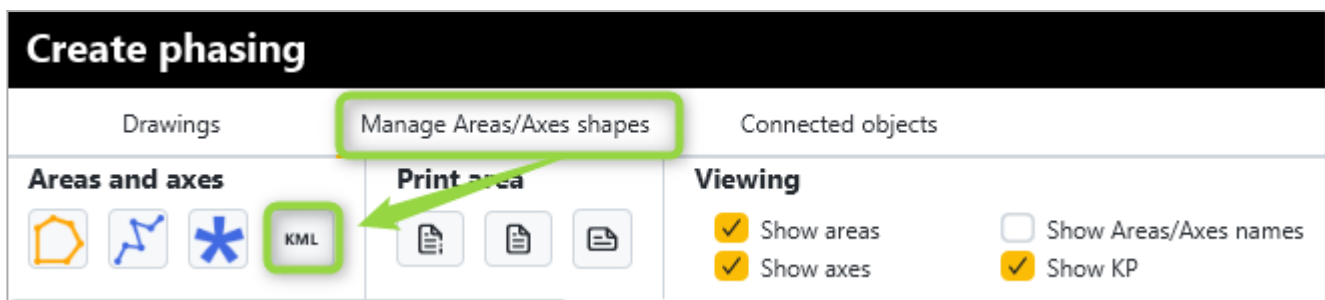 Create phasing
Drawings Manage Areas/Axes shapes Connected objects
Areas and axes Print area Viewing
KML Show areas Show Areas/Axes names
Show axes Show KP